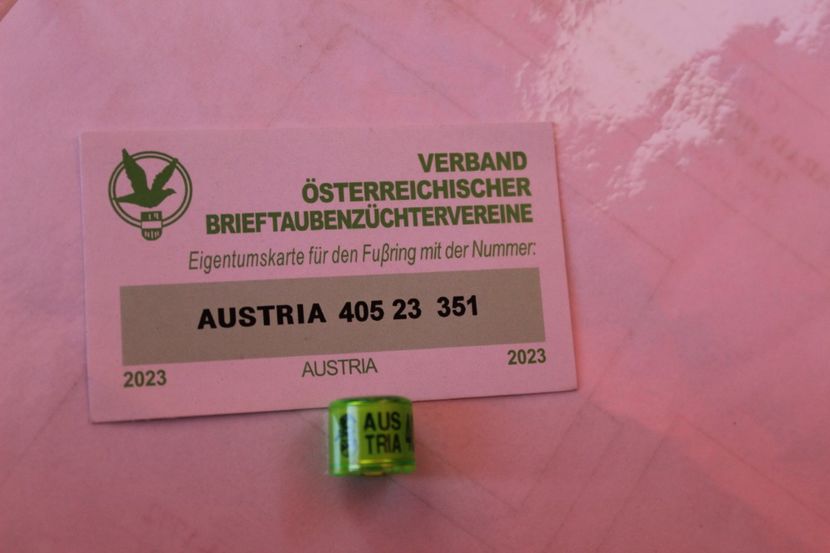 VERBAND
ÖSTERREICHISCHER
BRIEFTAUBENZÜCHTERVEREINE
Eigentumskarte für den Fußring mit der Nummer:
AUSTRIA 405 23 351
2023 AUSTRIA 2023
AUS
TRIA